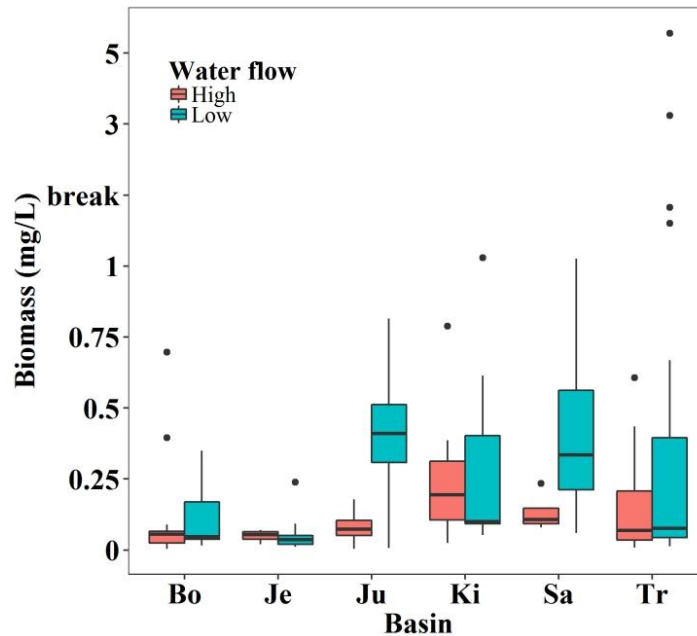 5
Water flow
High
Low
3
break
1
0.75
0.5
0.25
0
Biomass (mg/L)
Bo Je Ju Ki Sa Tr
Basin